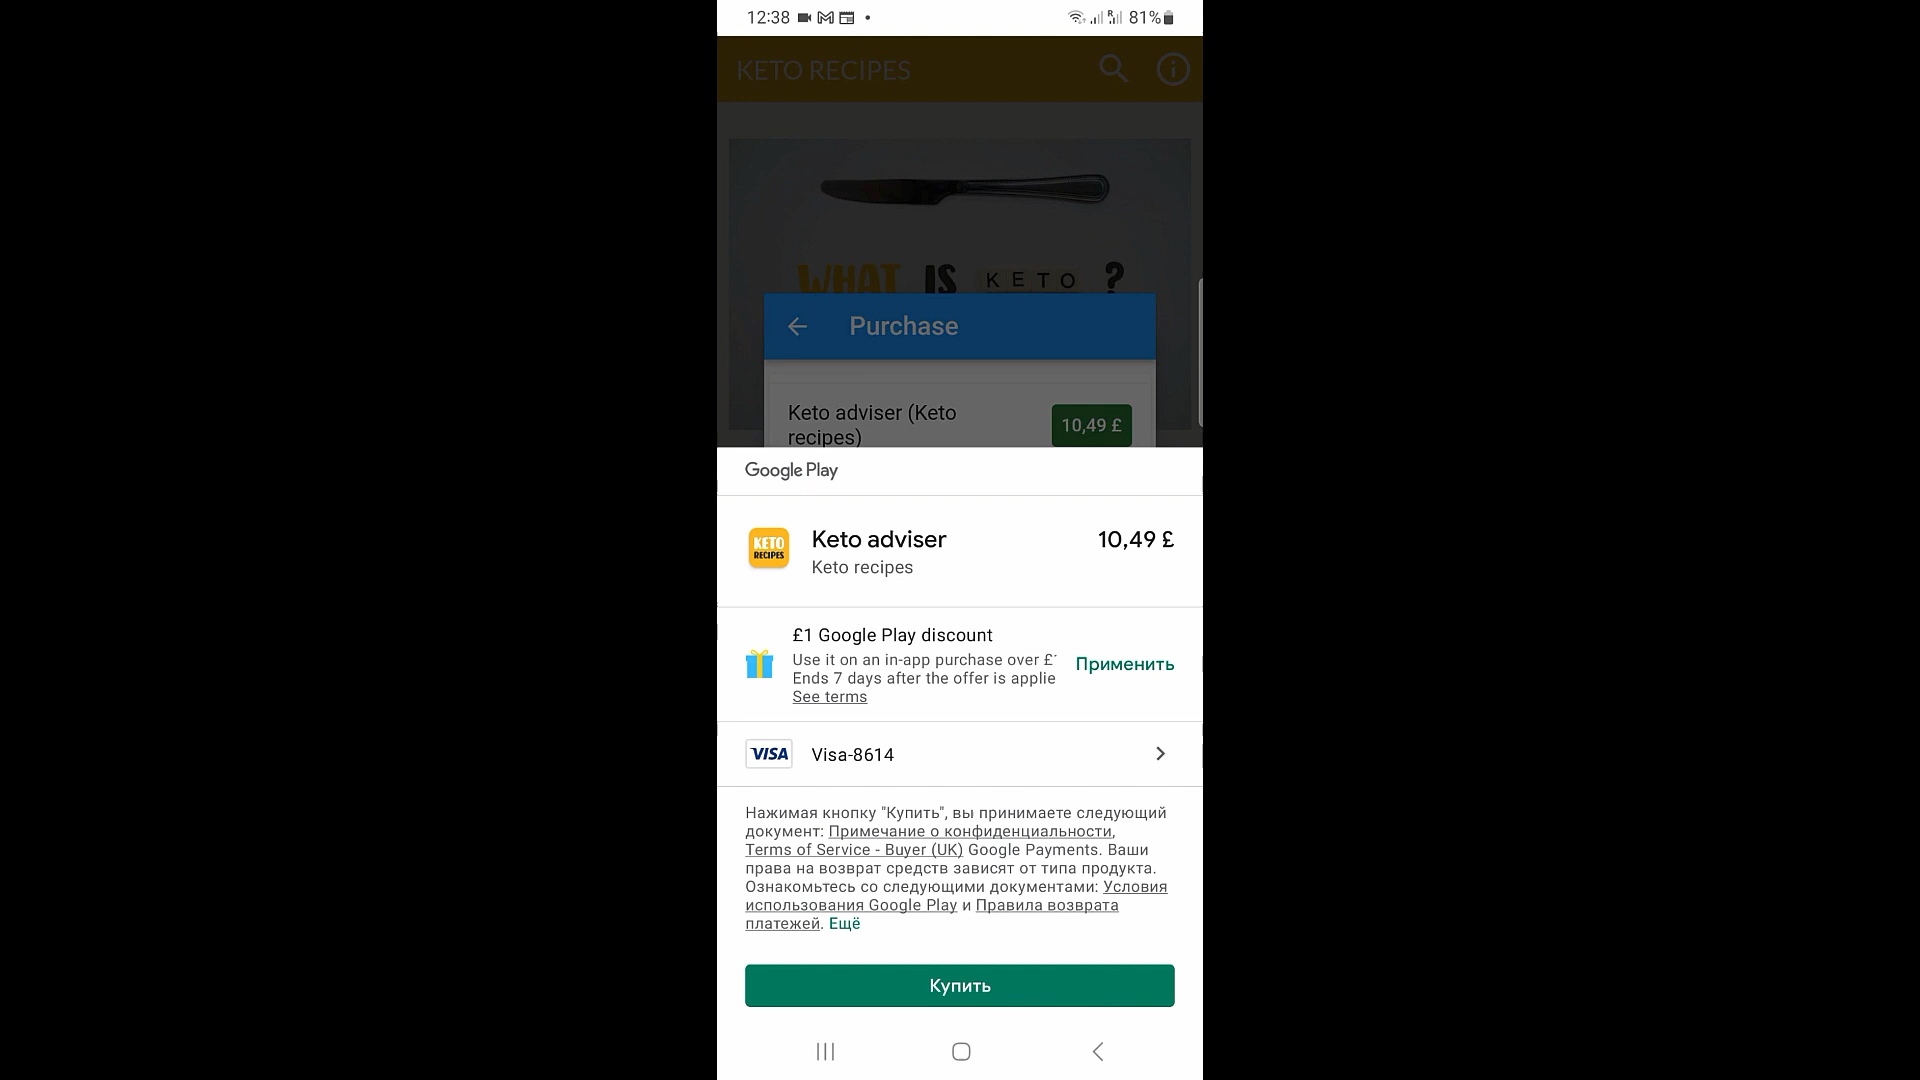 12:38
81%
KETO RECIPES
WHAT IS KETO ?
Purchase
Keto adviser (Keto
recipes)
10,49 £
Google Play
KETO
RECIPES
Keto adviser
10,49 £
Keto recipes
£1 Google Play discount
Use it on an in-app purchase over
Ends 7 days after the offer is applie
See terms
Применить
VISA
Visa-8614
Нажимая кнопку "Купить", вы принимаете следующий
документ: Примечание о конфиденциальности,
Terms of Service - Buyer (UK) Google Payments. Ваши
права на возврат средств зависят от типа продукта.
Ознакомьтесь со следующими документами: Условия
использования Google Play и Правила возврата
платежей. Ещё
Купить